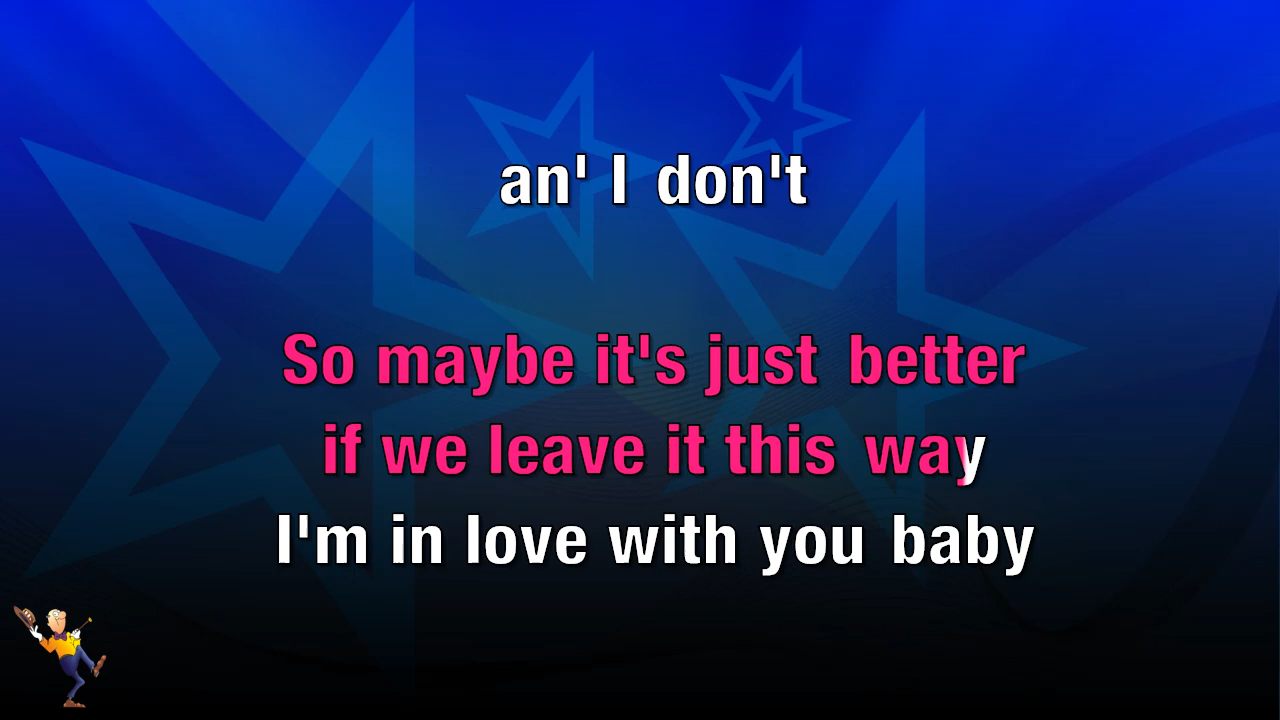 an' I don't
So maybe it's just better
if we leave it this way
I'm in love with you baby